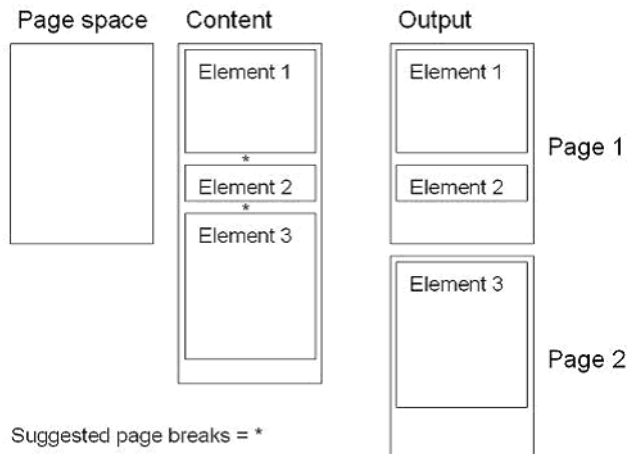 Page space
Content
Output
Element 1
*
Element 2
*
Element 3
Element 1
Element 2
Page 1
Element 3
Page 2
Suggested page breaks = *